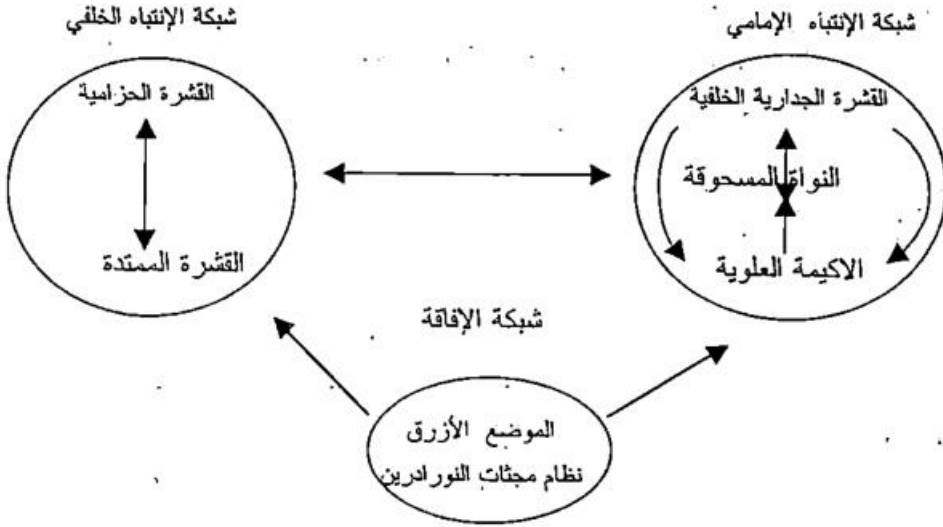 شبكة الإنتباه الإمامي
القشرة الجدارية الخلفية
النواة المسحوقة
الاكيمة العلوية
شبكة الإنتباه الخلفي
القشرة الحزامية
القشرة الممتدة
شبكة الإفاقة
الموضع الأزرق
نظام مجثات النورادرين